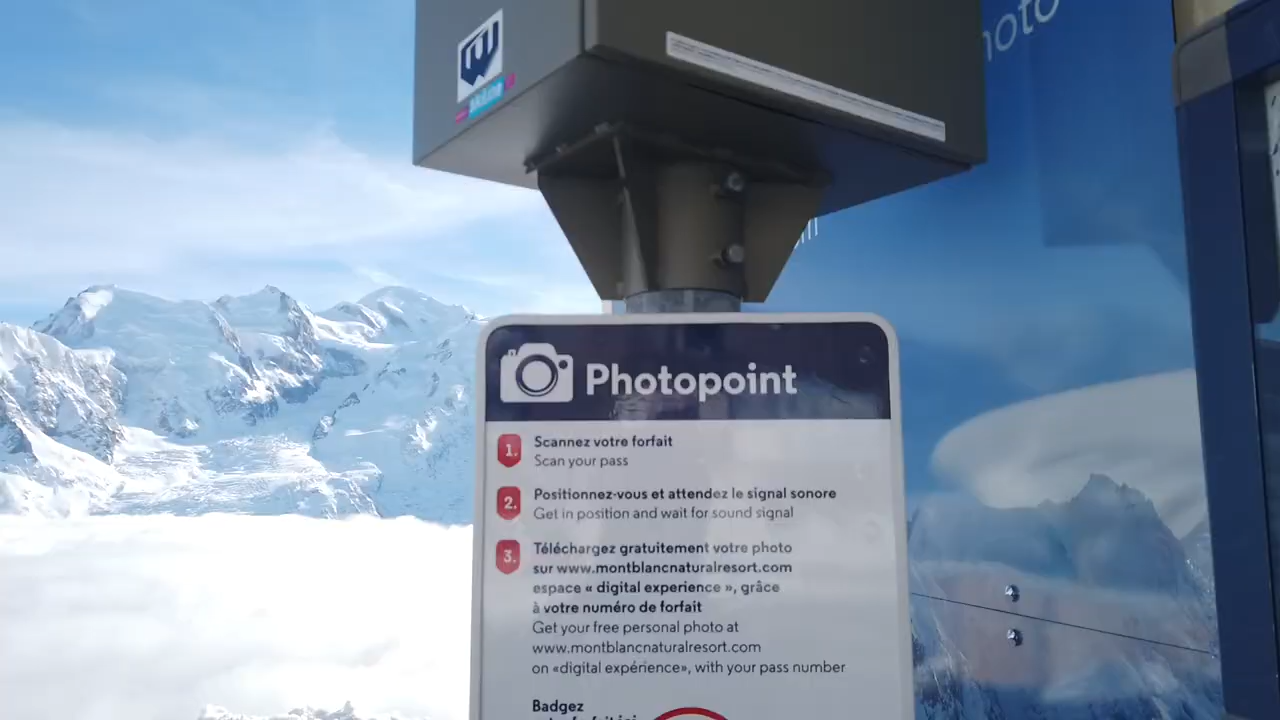 Photopoint
1.
Scannez votre forfait
Scan your pass
2.
Positionnez-vous et attendez le signal sonore
Get in position and wait for sound signal
3.
Téléchargez gratuitement votre photo
sur www.montblancnaturalresort.com
espace « digital experience », grâce
à votre numéro de forfait
Get your free personal photo at
www.montblancnaturalresort.com
on «digital expérience», with your pass number
Badgez